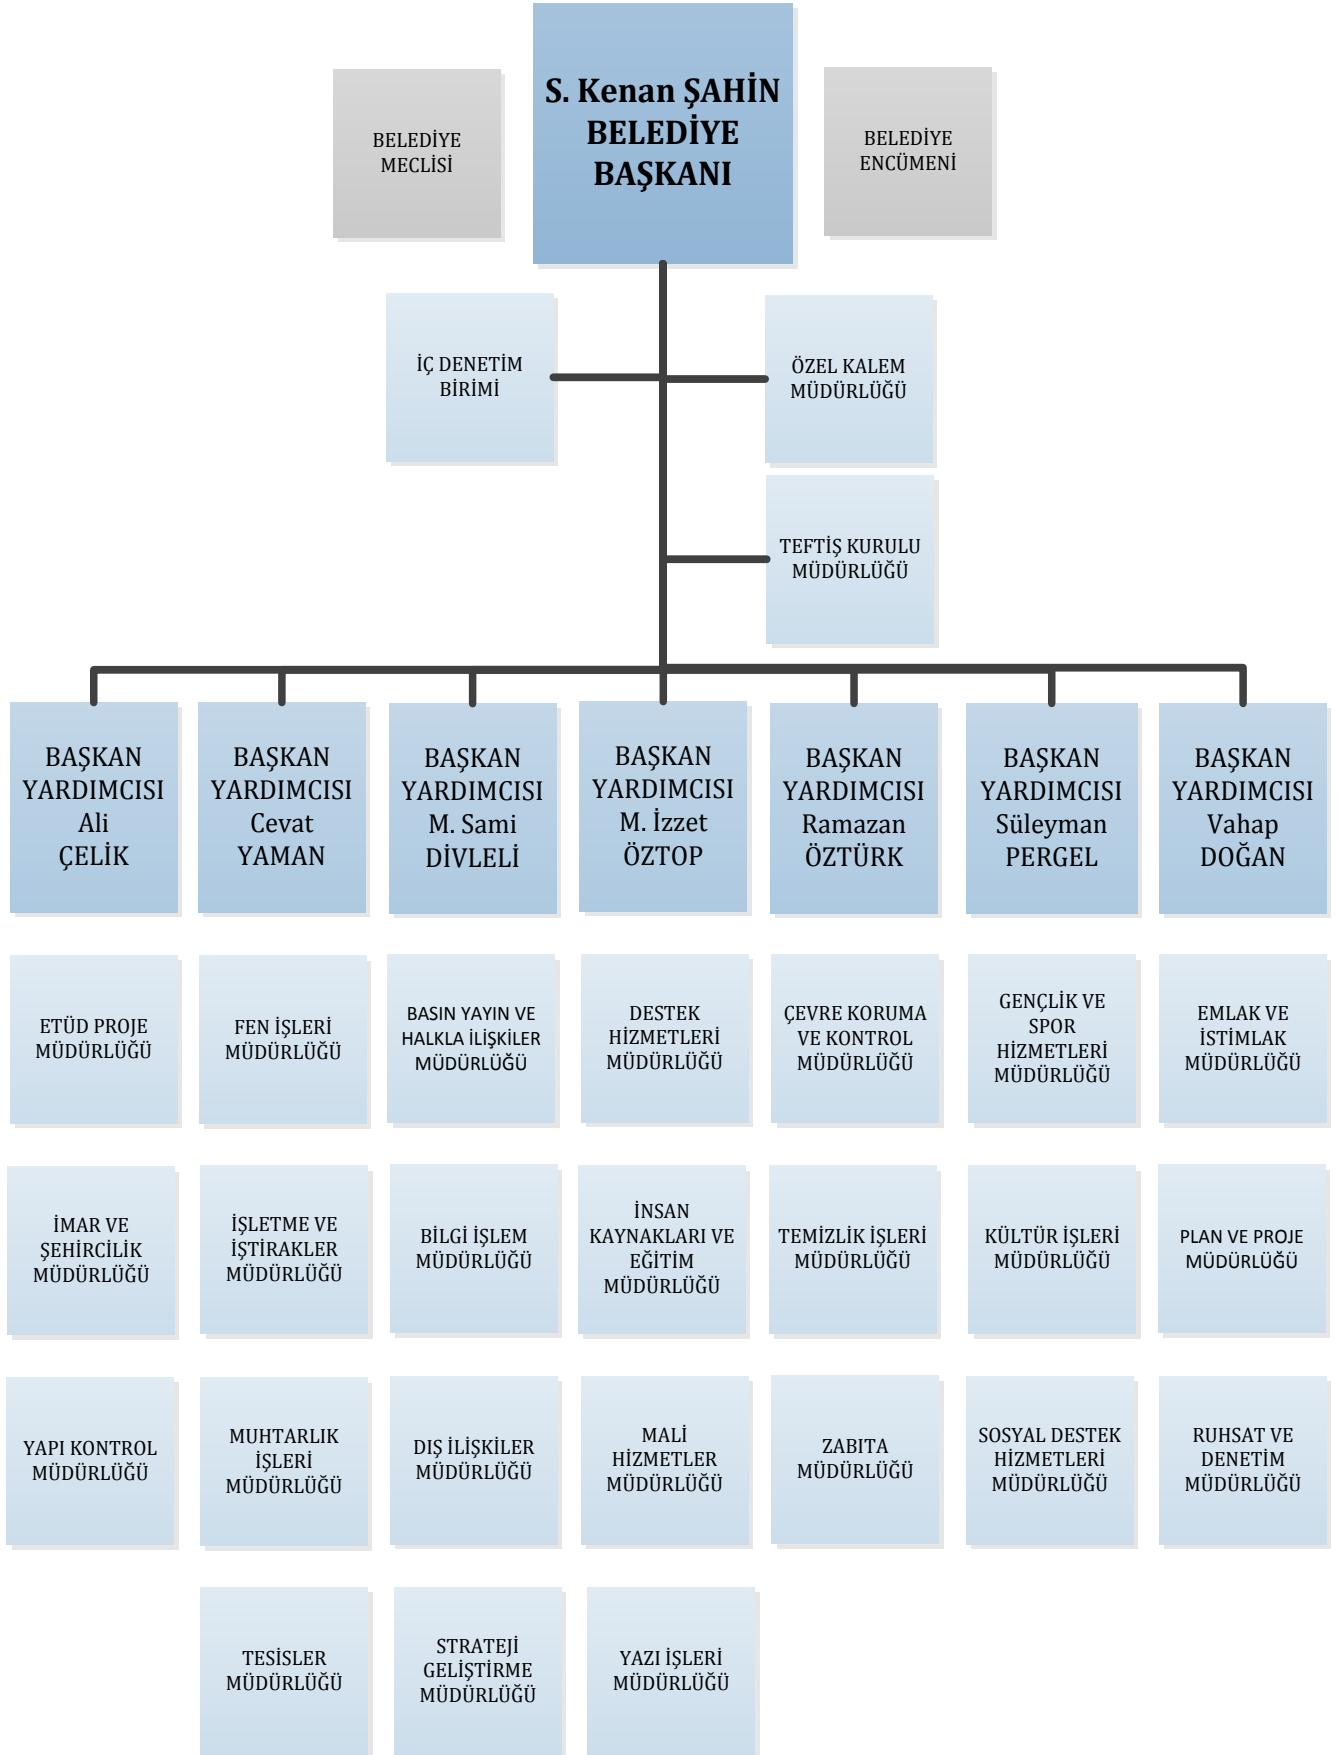 S. Kenan ŞAHİN
BELEDİYE
BAŞKANI
BELEDİYE
MECLİSİ
BELEDİYE
ENCÜMENİ
İÇ DENETİM
BİRİMİ
ÖZEL KALEM
MÜDÜRLÜĞÜ
TEFTİŞ KURULU
MÜDÜRLÜĞÜ
BAŞKAN
YARDIMCISI
Ali
ÇELİK
BAŞKAN
YARDIMCISI
Cevat
YAMAN
BAŞKAN
YARDIMCISI
M. Sami
DİVLELİ
BAŞKAN
YARDIMCISI
M. İzzet
ÖZTOP
BAŞKAN
YARDIMCISI
Ramazan
ÖZTÜRK
BAŞKAN
YARDIMCISI
Süleyman
PERGEL
BAŞKAN
YARDIMCISI
Vahap
DOĞAN
ETÜD PROJE
MÜDÜRLÜĞÜ
FEN İŞLERİ
MÜDÜRLÜĞÜ
BASIN YAYIN VE
HALKLA İLİŞKİLER
MÜDÜRLÜĞÜ
DESTEK
HİZMETLERİ
MÜDÜRLÜĞÜ
ÇEVRE KORUMA
VE KONTROL
MÜDÜRLÜĞÜ
GENÇLİK VE
SPOR
HİZMETLERİ
MÜDÜRLÜĞÜ
EMLAK VE
İSTİMLAK
MÜDÜRLÜĞÜ
İMAR VE
ŞEHİRCİLİK
MÜDÜRLÜĞÜ
İŞLETME VE
İŞTİRAKLER
MÜDÜRLÜĞÜ
BİLGİ İŞLEM
MÜDÜRLÜĞÜ
İNSAN
KAYNAKLARI VE
EĞİTİM
MÜDÜRLÜĞÜ
TEMİZLİK İŞLERİ
MÜDÜRLÜĞÜ
KÜLTÜR İŞLERİ
MÜDÜRLÜĞÜ
PLAN VE PROJE
MÜDÜRLÜĞÜ
YAPI KONTROL
MÜDÜRLÜĞÜ
MUHTARLIK
İŞLERİ
MÜDÜRLÜĞÜ
DIŞ İLİŞKİLER
MÜDÜRLÜĞÜ
MALİ
HİZMETLER
MÜDÜRLÜĞÜ
ZABITA
MÜDÜRLÜĞÜ
SOSYAL DESTEK
HİZMETLERİ
MÜDÜRLÜĞÜ
RUHSAT VE
DENETİM
MÜDÜRLÜĞÜ
TESİSLER
MÜDÜRLÜĞÜ
STRATEJİ
GELİŞTİRME
MÜDÜRLÜĞÜ
YAZI İŞLERİ
MÜDÜRLÜĞÜ